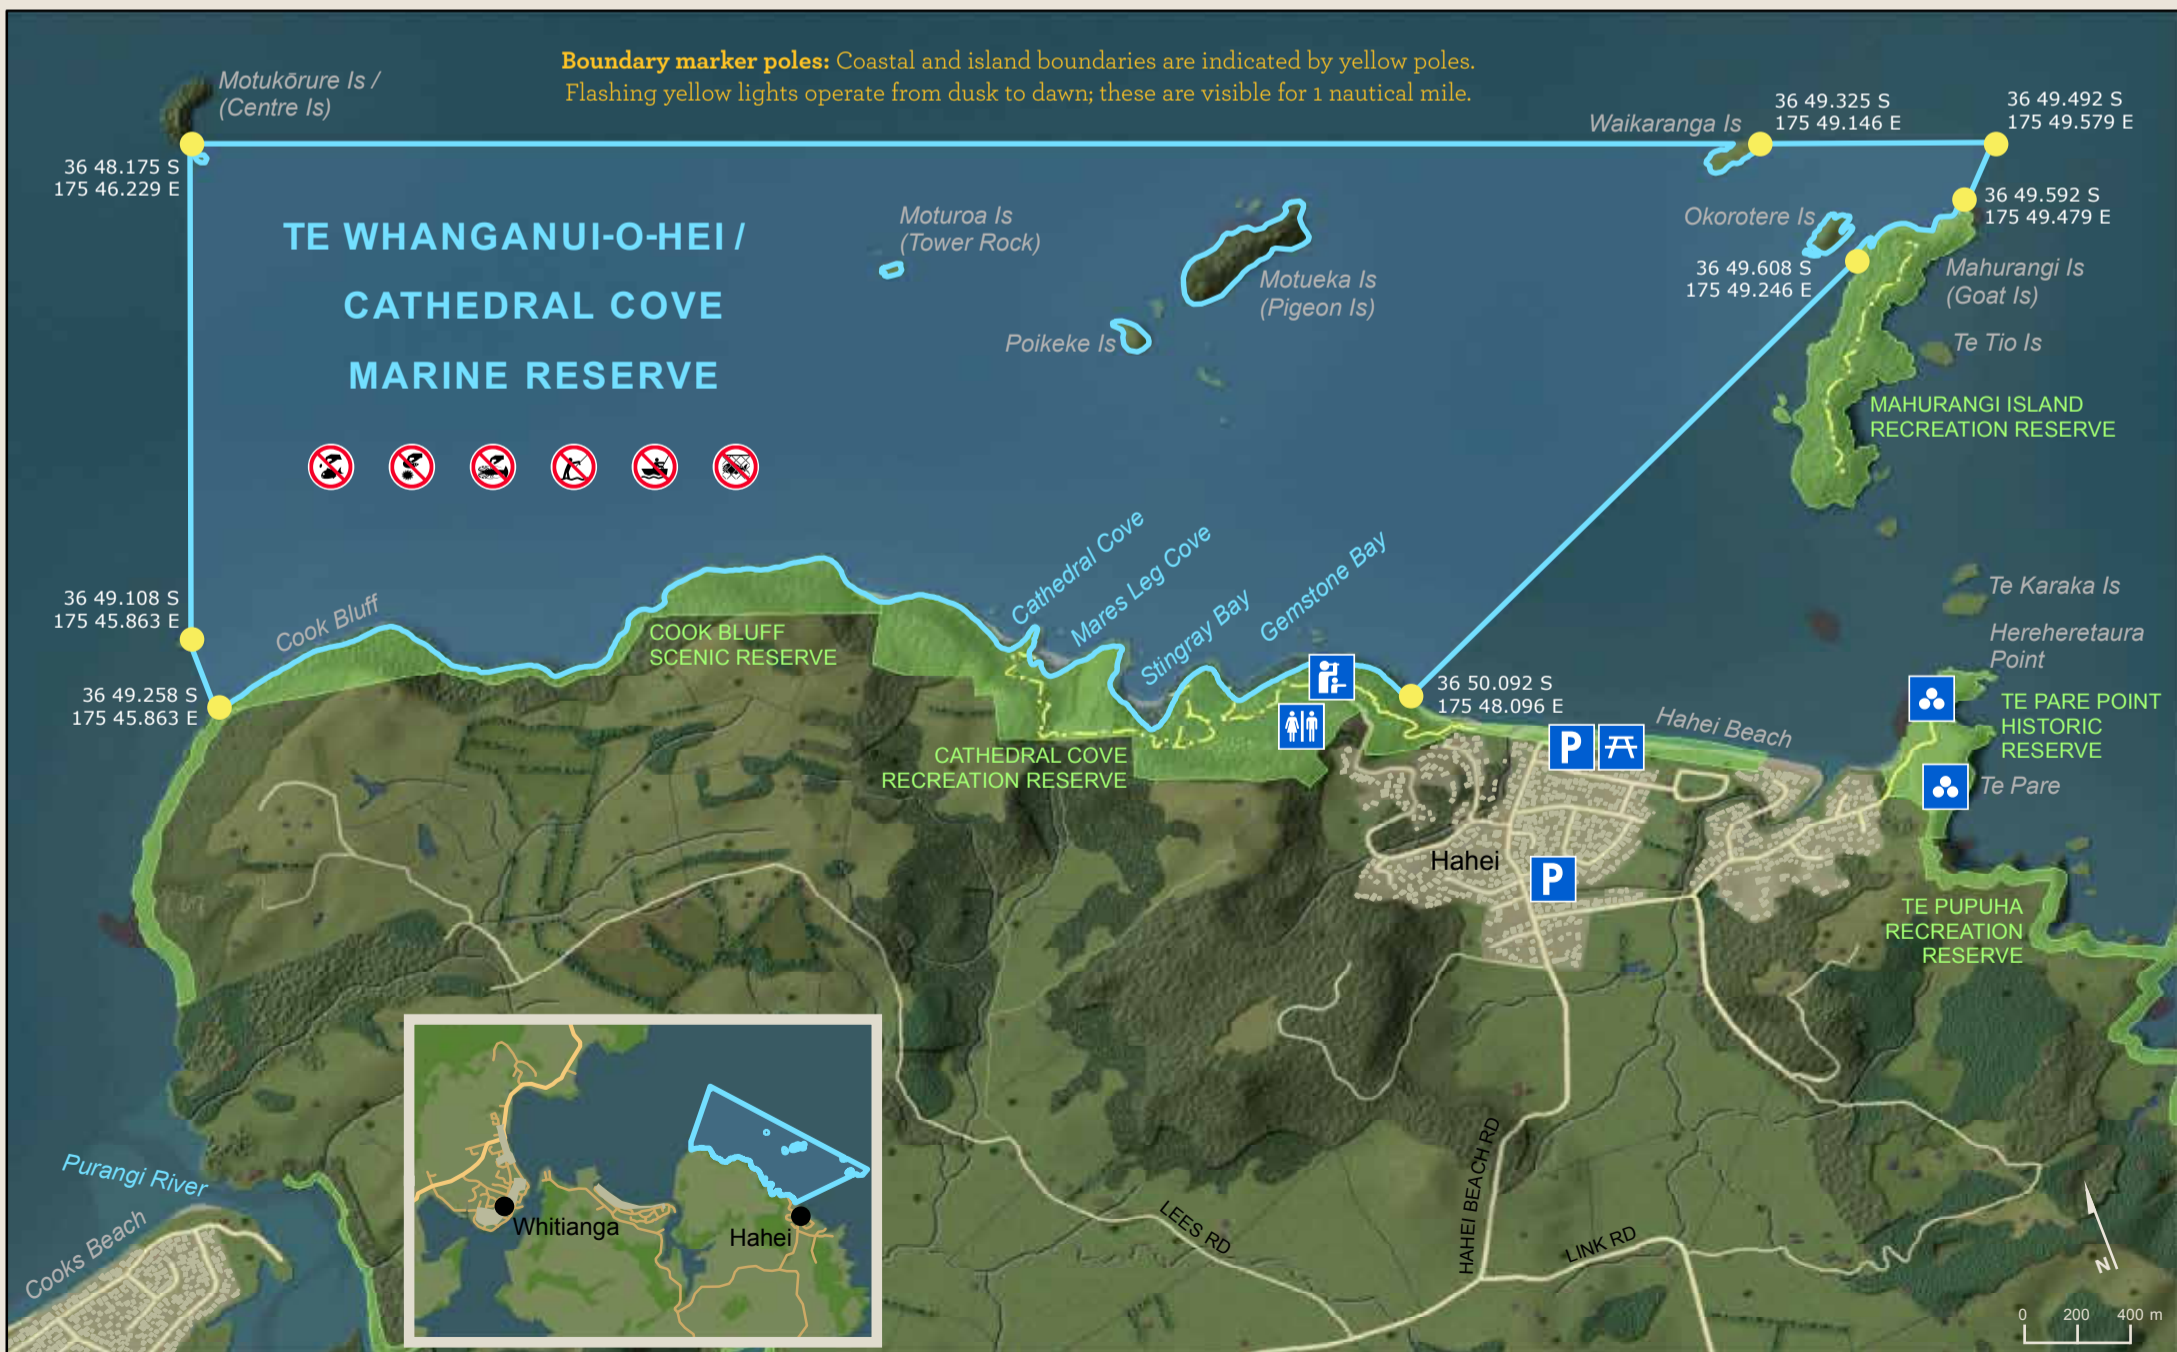 Boundary marker poles: Coastal and island boundaries are indicated by yellow poles.
Flashing yellow lights operate from dusk to dawn; these are visible for 1 nautical mile.
Motukōrure Is /
(Centre Is)
36 48.175 S
175 46.229 E
Waikaranga Is
36 49.325 S
175 49.146 E
36 49.492 S
175 49.579 E
36 49.592 S
175 49.479 E
Okorotere Is
36 49.608 S
175 49.246 E
Mahurangi Is
(Goat Is)
Te Tio Is
MAHURANGI ISLAND
RECREATION RESERVE
TE WHANGANUI-O-HEI /
CATHEDRAL COVE
MARINE RESERVE
Moturoa Is
(Tower Rock)
Motueka Is
(Pigeon Is)
Poikeke Is
36 49.108 S
175 45.863 E
36 49.258 S
175 45.863 E
Cook Bluff
COOK BLUFF
SCENIC RESERVE
Cathedral Cove
Mares Leg Cove
Stingray Bay
Gemstone Bay
CATHEDRAL COVE
RECREATION RESERVE
36 50.092 S
175 48.096 E
Hahei Beach
P
Te Karaka Is
Hereheretaura
Point
TE PARE POINT
HISTORIC
RESERVE
Te Pare
Hahei
P
TE PUPUHA
RECREATION
RESERVE
Purangi River
Cooks Beach
Whitianga
Hahei
LEES RD
HAHEI BEACH RD
LINK RD
N
0 200 400 m